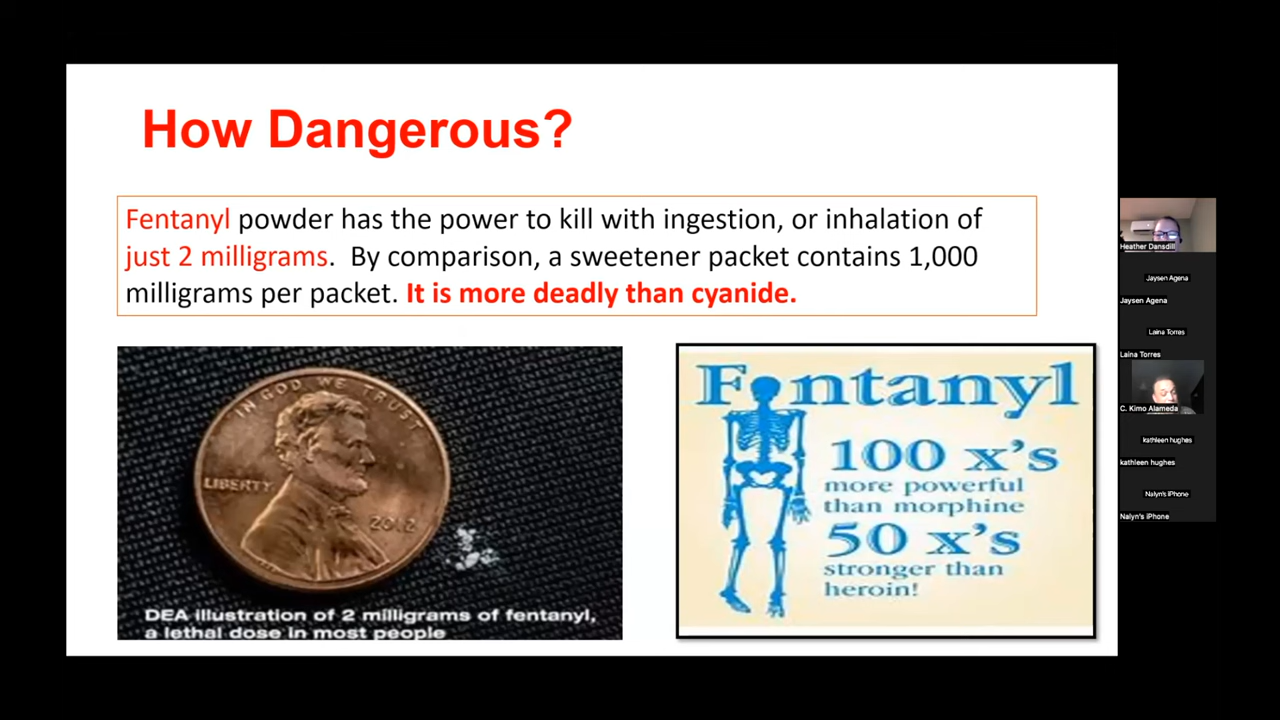 How Dangerous?
Fentanyl powder has the power to kill with ingestion, or inhalation of
just 2 milligrams. By comparison, a sweetener packet contains 1,000
milligrams per packet. It is more deadly than cyanide.
IN GOD WE TRUST
LIBERTY
2012
DEA illustration of 2 milligrams of fentanyl,
a lethal dose in most people
Fentanyl
100 x's
more powerful
than morphine
50 x's
stronger than
heroin!
Heather Dansdill
Jaysen Agena
Jaysen Agena
Laina Torres
Laina Torres
C. Kimo Alameda
kathleen hughes
kathleen hughes
Nalyn's iPhone
Nalyn's iPhone